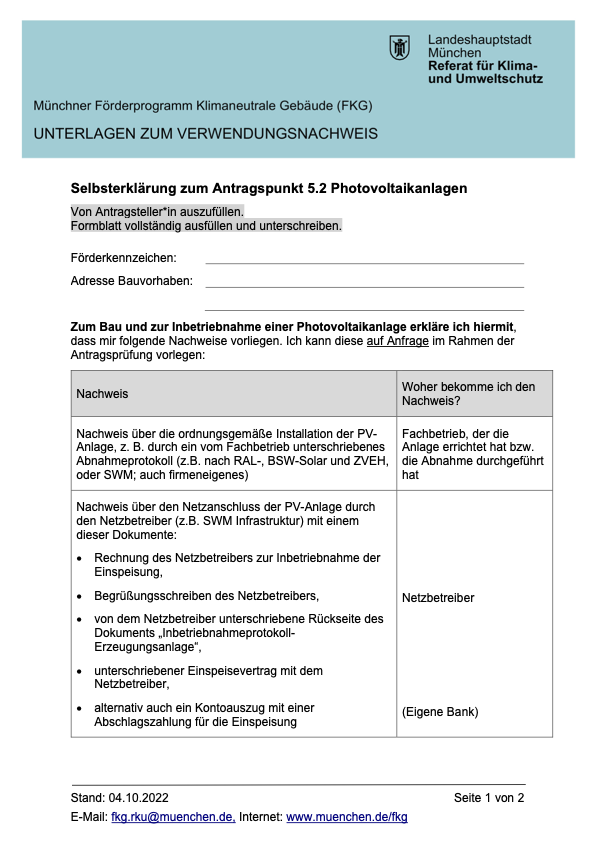 Landeshauptstadt
München
Referat für Klima-
und Umweltschutz
Münchner Förderprogramm Klimaneutrale Gebäude (FKG)
UNTERLAGEN ZUM VERWENDUNGSNACHWEIS
Selbsterklärung zum Antragspunkt 5.2 Photovoltaikanlagen
Von Antragsteller*in auszufüllen.
Formblatt vollständig ausfüllen und unterschreiben.
Förderkennzeichen:
Adresse Bauvorhaben:
Zum Bau und zur Inbetriebnahme einer Photovoltaikanlage erkläre ich hiermit,
dass mir folgende Nachweise vorliegen. Ich kann diese auf Anfrage im Rahmen der
Antragsprüfung vorlegen:
Nachweis
Woher bekomme ich den
Nachweis?
Nachweis über die ordnungsgemäße Installation der PV-
Anlage, z. B. durch ein vom Fachbetrieb unterschriebenes
Abnahmeprotokoll (z.B. nach RAL-, BSW-Solar und ZVEH,
oder SWM; auch firmeneigenes)
Fachbetrieb, der die
Anlage errichtet hat bzw.
die Abnahme durchgeführt
hat
Nachweis über den Netzanschluss der PV-Anlage durch
den Netzbetreiber (z.B. SWM Infrastruktur) mit einem
dieser Dokumente:
• Rechnung des Netzbetreibers zur Inbetriebnahme der
Einspeisung,
• Begrüßungsschreiben des Netzbetreibers,
• von dem Netzbetreiber unterschriebene Rückseite des
Dokuments „Inbetriebnahmeprotokoll-
Erzeugungsanlage“,
• unterschriebener Einspeisevertrag mit dem
Netzbetreiber,
• alternativ auch ein Kontoauszug mit einer
Abschlagszahlung für die Einspeisung
Netzbetreiber
(Eigene Bank)
Stand: 04.10.2022 Seite 1 von 2
E-Mail: fkg.rku@muenchen.de, Internet: www.muenchen.de/fkg